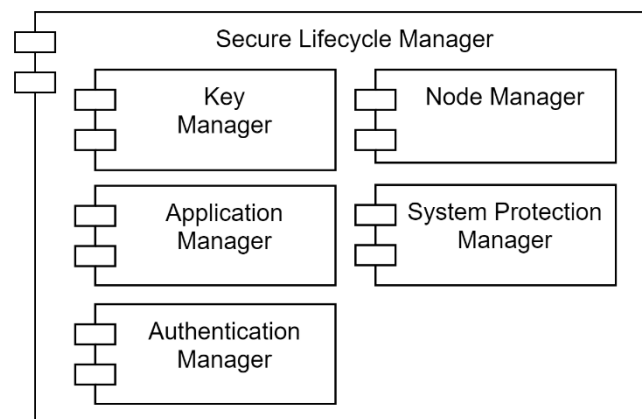 Secure Lifecycle Manager
Key
Manager
Node Manager
Application
Manager
System Protection
Manager
Authentication
Manager